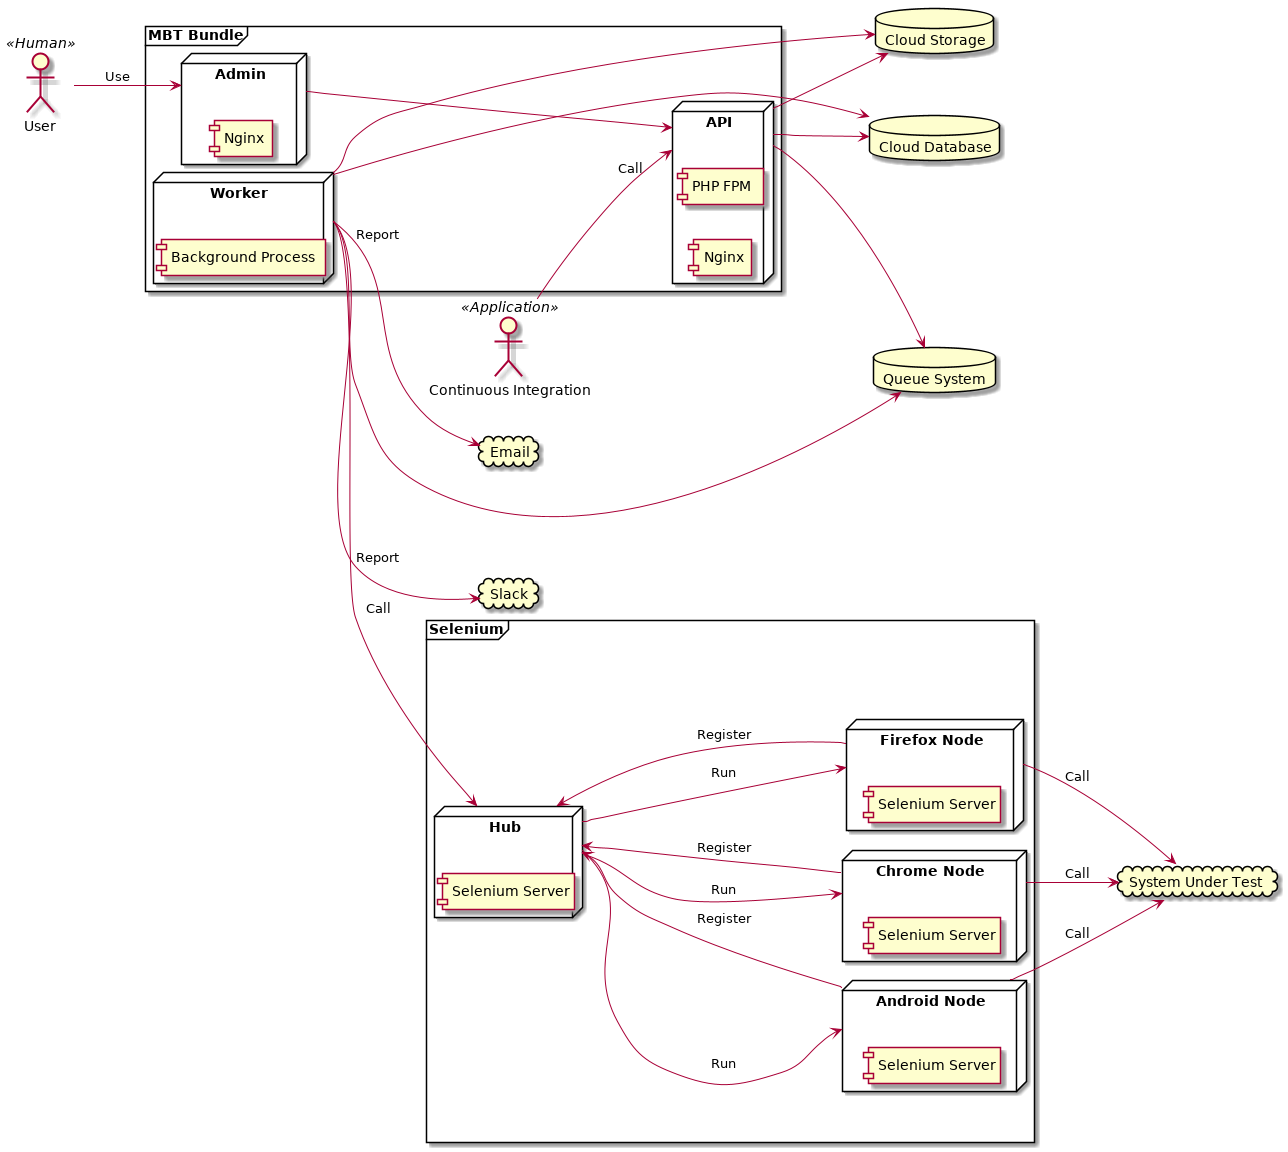 «Human»
User
Use
MBT Bundle
Admin
Nginx
Worker
Background Process
API
PHP FPM
Nginx
Call
Cloud Storage
Cloud Database
Queue System
Report
«Application»
Continuous Integration
Email
Report
Slack
Call
Selenium
Hub
Selenium Server
Register
Run
Register
Run
Register
Run
Firefox Node
Selenium Server
Chrome Node
Selenium Server
Android Node
Selenium Server
Call
Call
Call
System Under Test